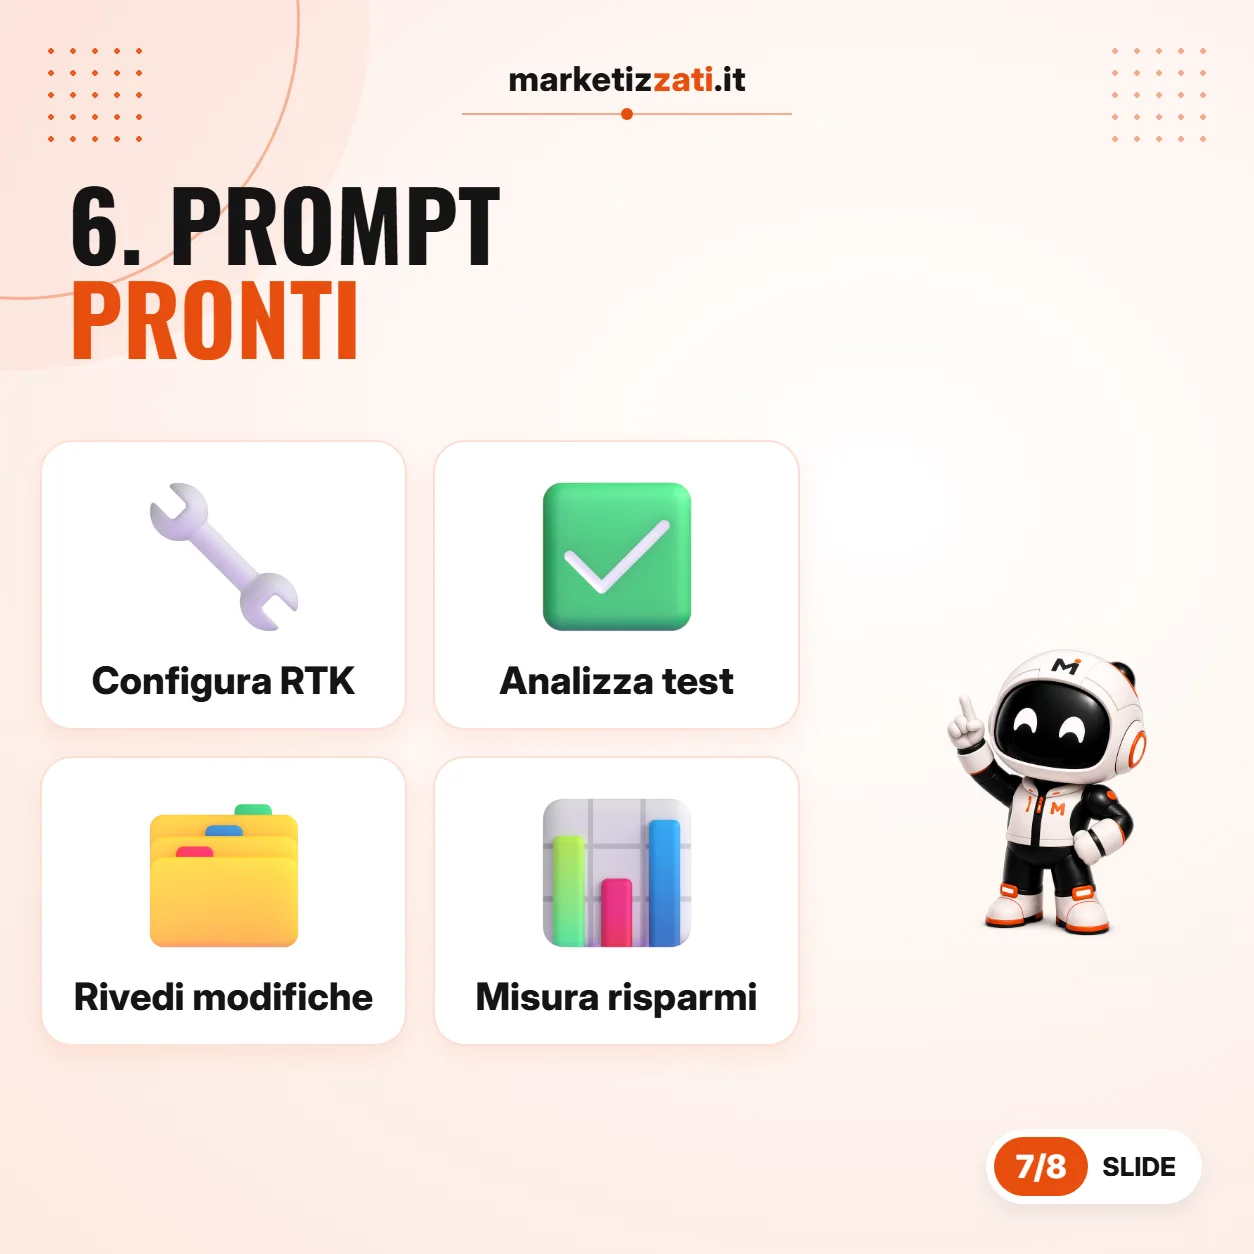 marketizzati.it
6. PROMPT
PRONTI
Configura RTK
Analizza test
Rivedi modifiche
Misura risparmi
M
M
7/8 SLIDE